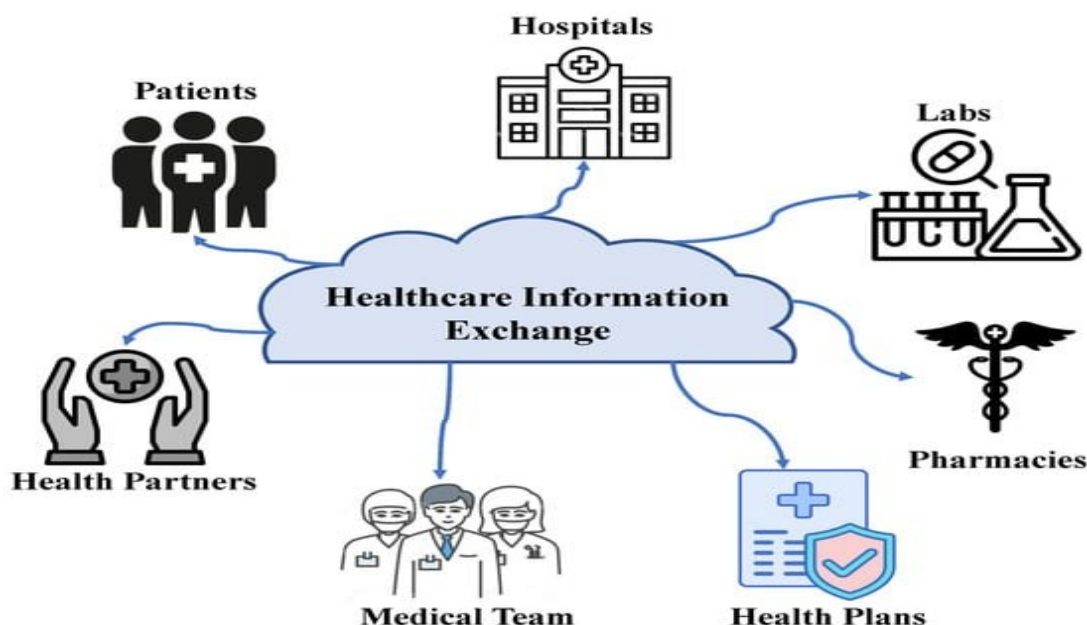 Hospitals
Patients
Labs
Healthcare Information
Exchange
Health Partners
Pharmacies
Medical Team
Health Plans